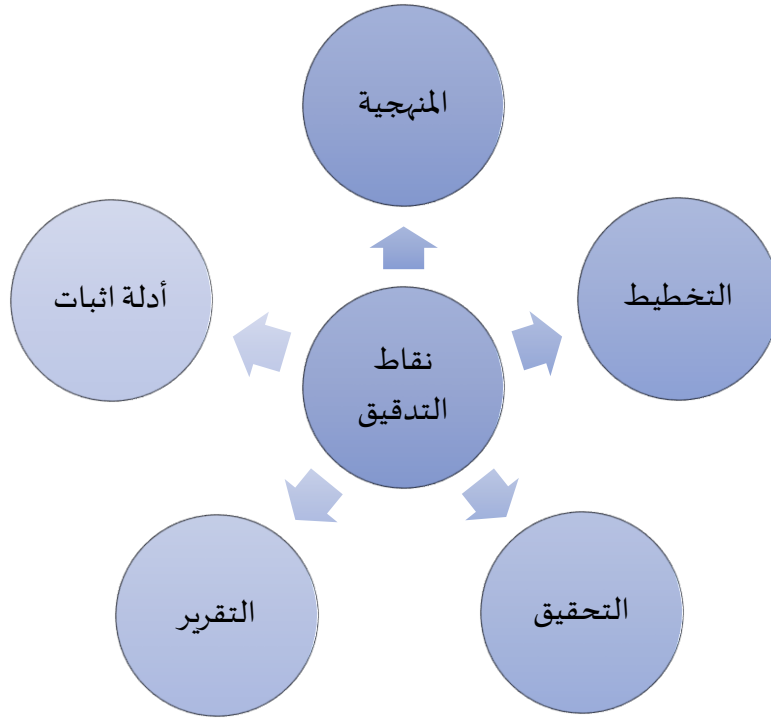 المنهجية
التخطيط
أدلة اثبات
نقاط
التدقيق
التحقيق
التقرير